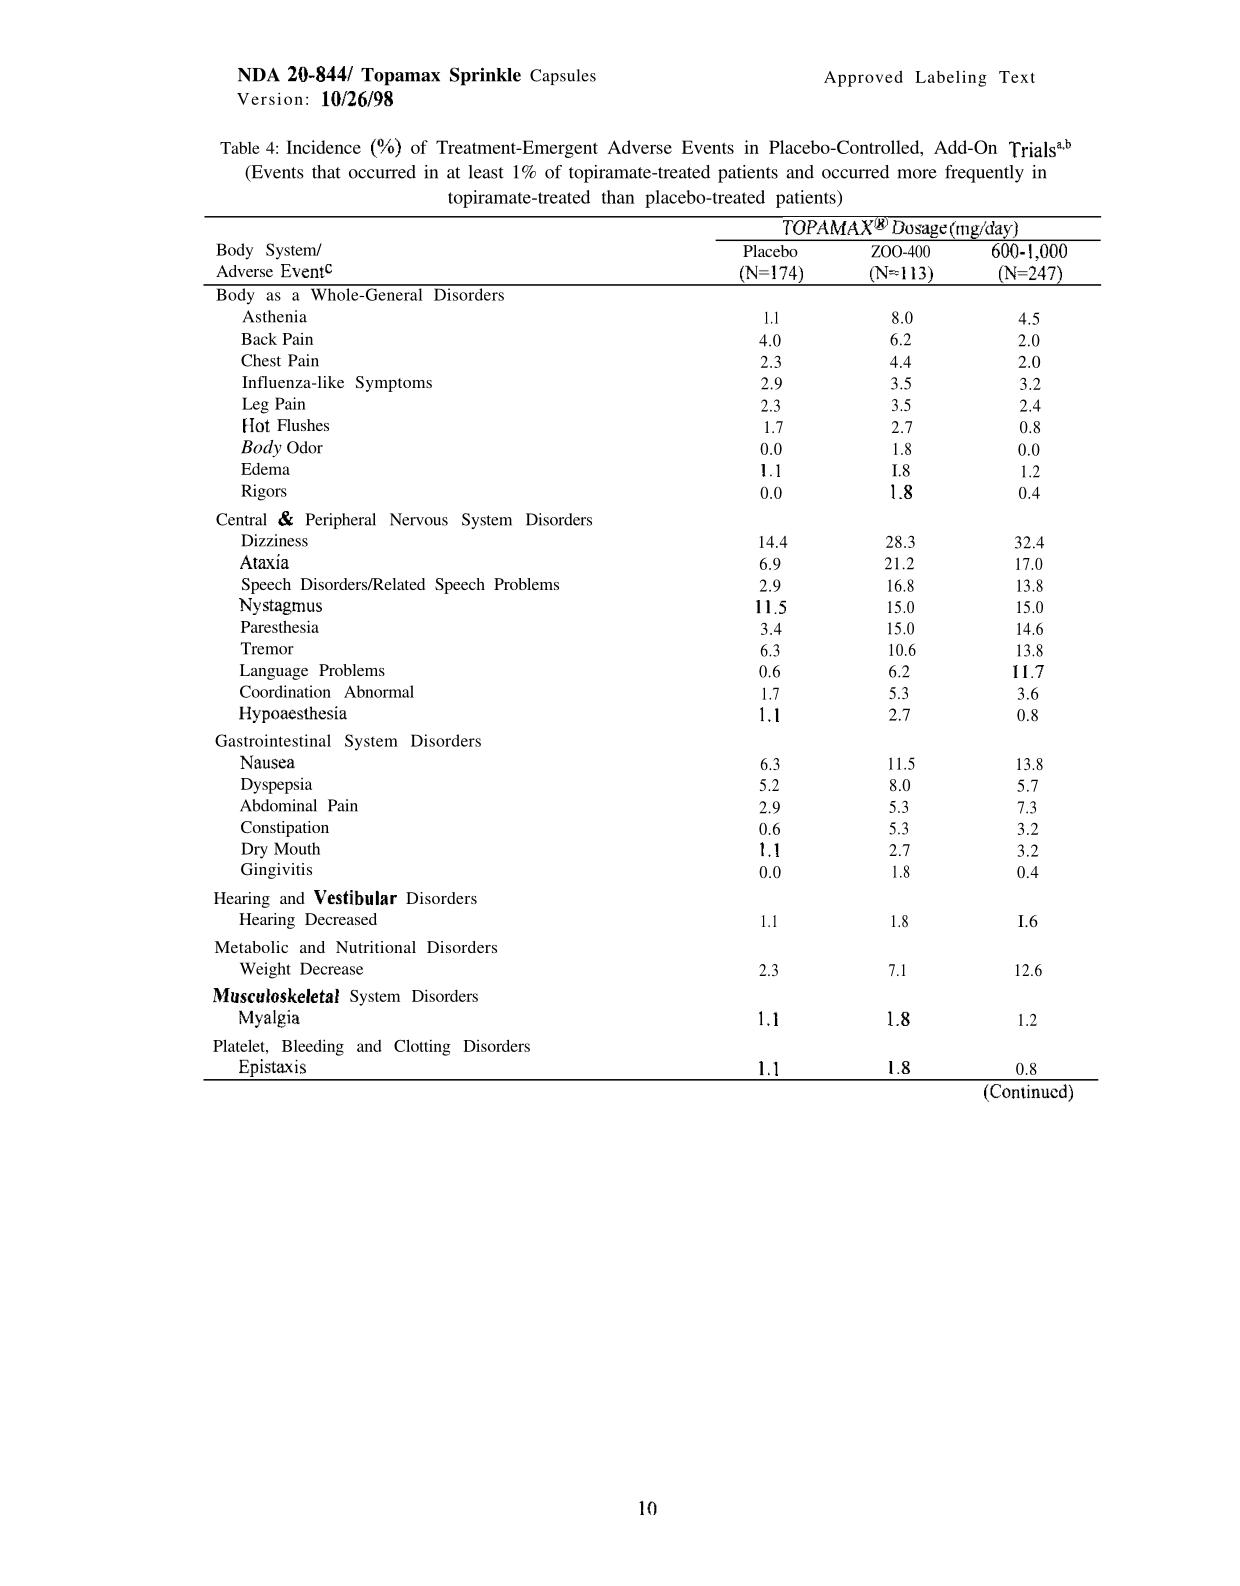 NDA 20-844/ Topamax Sprinkle Capsules Approved Labeling Text
Version: 10/26/98
Table 4: Incidence (%) of Treatment-Emergent Adverse Events in Placebo-Controlled, Add-On Trials^a,b
(Events that occurred in at least 1% of topiramate-treated patients and occurred more frequently in
topiramate-treated than placebo-treated patients)
TOPAMAX® Dosage (mg/day)
Body System/ Placebo ZOO-400 600-1,000
Adverse Event^c (N=174) (N=113) (N=247)
Body as a Whole-General Disorders
Asthenia 1.1 8.0 4.5
Back Pain 4.0 6.2 2.0
Chest Pain 2.3 4.4 2.0
Influenza-like Symptoms 2.9 3.5 3.2
Leg Pain 2.3 3.5 2.4
Hot Flushes 1.7 2.7 0.8
Body Odor 0.0 1.8 0.0
Edema 1.1 I.8 1.2
Rigors 0.0 1.8 0.4
Central & Peripheral Nervous System Disorders
Dizziness 14.4 28.3 32.4
Ataxia 6.9 21.2 17.0
Speech Disorders/Related Speech Problems 2.9 16.8 13.8
Nystagmus 11.5 15.0 15.0
Paresthesia 3.4 15.0 14.6
Tremor 6.3 10.6 13.8
Language Problems 0.6 6.2 11.7
Coordination Abnormal 1.7 5.3 3.6
Hypoaesthesia 1.1 2.7 0.8
Gastrointestinal System Disorders
Nausea 6.3 11.5 13.8
Dyspepsia 5.2 8.0 5.7
Abdominal Pain 2.9 5.3 7.3
Constipation 0.6 5.3 3.2
Dry Mouth 1.1 2.7 3.2
Gingivitis 0.0 1.8 0.4
Hearing and Vestibular Disorders
Hearing Decreased 1.1 1.8 I.6
Metabolic and Nutritional Disorders
Weight Decrease 2.3 7.1 12.6
Musculoskeletal System Disorders
Myalgia 1.1 1.8 1.2
Platelet, Bleeding and Clotting Disorders
Epistaxis 1.1 1.8 0.8
(Continued)
10